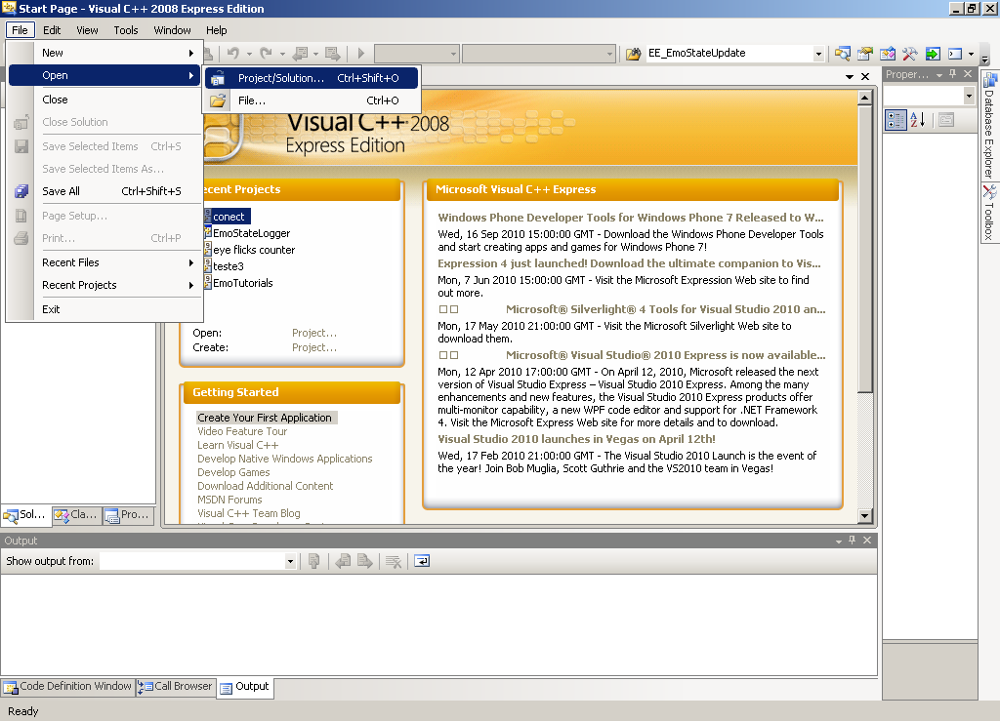 Start Page - Visual C++ 2008 Express Edition
File Edit View Tools Window Help
EE_EmoStateUpdate
New
Open
Close
Close Solution
Save Selected Items Ctrl+S
Save Selected Items As...
Save All Ctrl+Shift+S
Page Setup...
Print... Ctrl+P
Recent Files
Recent Projects
Exit
Project/Solution... Ctrl+Shift+O
File... Ctrl+O
Visual C++ 2008
Express Edition
ecent Projects
conect
EmoStateLogger
eye flicks counter
teste3
EmoTutorials
Open: Project...
Create: Project...
Getting Started
Create Your First Application
Video Feature Tour
Learn Visual C++
Develop Native Windows Applications
Develop Games
Download Additional Content
MSDN Forums
Visual C++ Team Blog
Microsoft Visual C++ Express
Windows Phone Developer Tools for Windows Phone 7 Released to W...
Wed, 16 Sep 2010 15:00:00 GMT - Download the Windows Phone Developer Tools
and start creating apps and games for Windows Phone 7!
Expression 4 just launched! Download the ultimate companion to Vis...
Mon, 7 Jun 2010 15:00:00 GMT - Visit the Microsoft Expression Web site to find
out more.
Microsoft® Silverlight® 4 Tools for Visual Studio 2010 an...
Mon, 17 May 2010 21:00:00 GMT - Visit the Microsoft Silverlight Web site to
download them.
Microsoft® Visual Studio® 2010 Express is now available...
Mon, 12 Apr 2010 17:00:00 GMT - On April 12, 2010, Microsoft released the next
version of Visual Studio Express – Visual Studio 2010 Express. Among the many
enhancements and new features, the Visual Studio 2010 Express products offer
multi-monitor capability, a new WPF code editor and support for .NET Framework
4. Visit the Microsoft Express Web site for more details and to download.
Visual Studio 2010 launches in Vegas on April 12th!
Wed, 17 Feb 2010 21:00:00 GMT - The Visual Studio 2010 Launch is the event of
the year! Join Bob Muglia, Scott Guthrie and the VS2010 team in Vegas!
Proper...
Database Explorer
Toolbox
Sol... Cla... Pro...
Output
Show output from:
Code Definition Window Call Browser Output
Ready